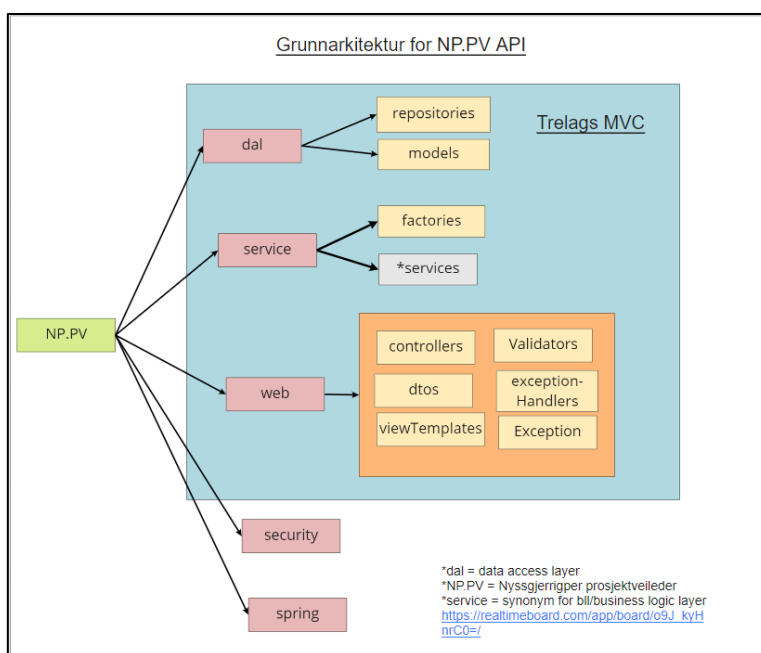 Grunnarkitektur for NP.PV API
Trelags MVC
repositories
dal
models
factories
service
*services
NP.PV
controllers
Validators
web
dtos
exception-
Handlers
viewTemplates
Exception
security
spring
*dal = data access layer
*NP.PV = Nyssgjerrigper prosjektveileder
*service = synonym for bll/business logic layer
https://realtimeboard.com/app/board/o9J_kyH
nrC0=/